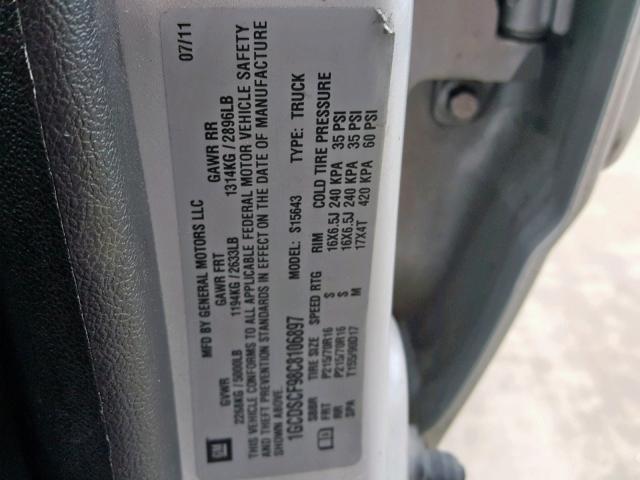 GM MFD BY GENERAL MOTORS LLC 07/11
GVWR GAWR FRT GAWR RR
2268KG / 5000LB 1194KG / 2633LB 1314KG / 2896LB
THIS VEHICLE CONFORMS TO ALL APPLICABLE FEDERAL MOTOR VEHICLE SAFETY
AND THEFT PREVENTION STANDARDS IN EFFECT ON THE DATE OF MANUFACTURE
SHOWN ABOVE.
1GCDSCF98C8106897 MODEL: S15643 TYPE: TRUCK
SBBR TIRE SIZE SPEED RTG RIM COLD TIRE PRESSURE
FRT P215/70R16 S 16X6.5J 240 KPA 35 PSI
RR P215/70R16 S 16X6.5J 240 KPA 35 PSI
SPA T155/90D17 M 17X4T 420 KPA 60 PSI